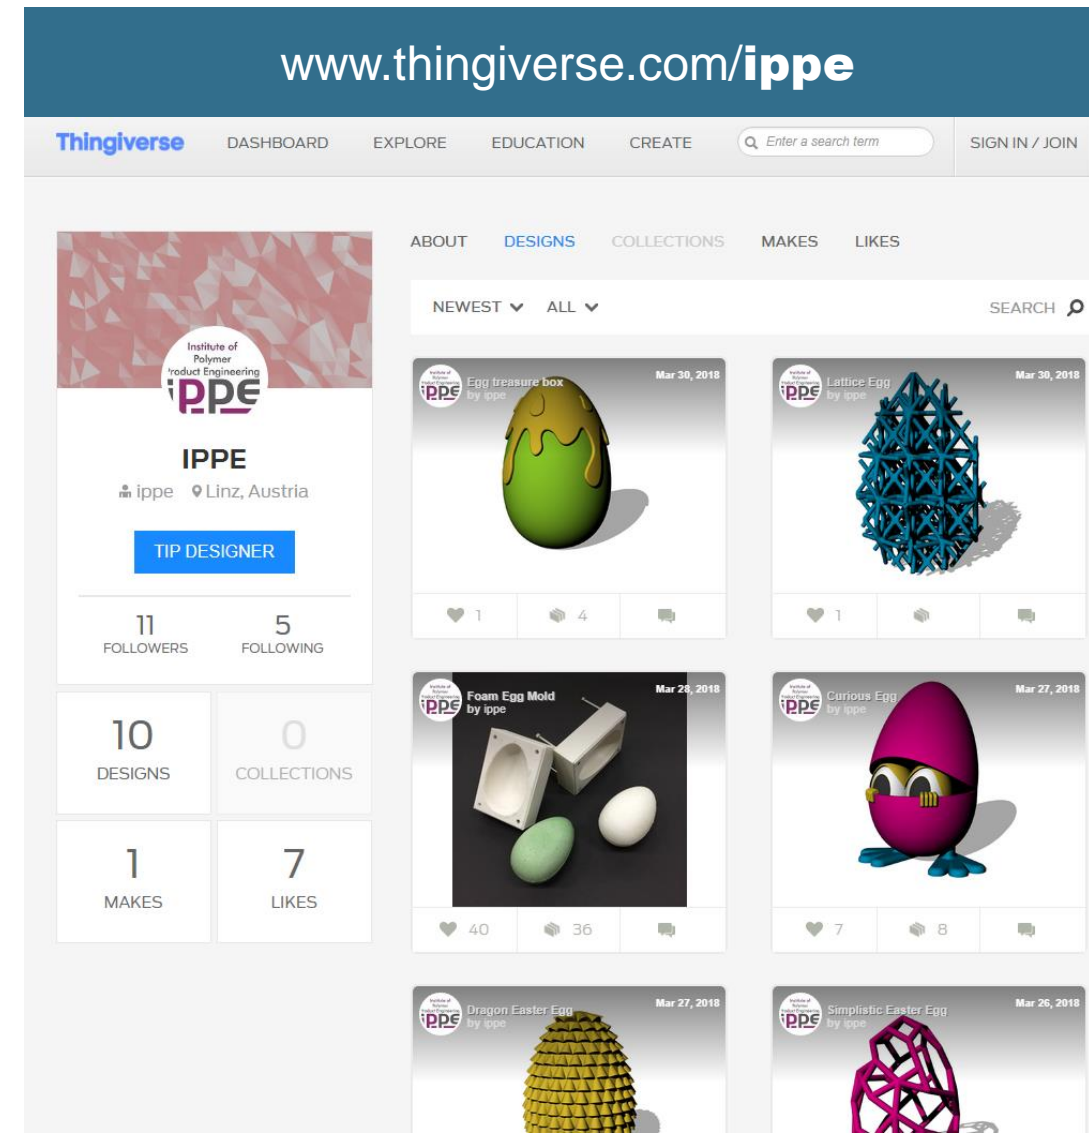 www.thingiverse.com/ippe
Thingiverse DASHBOARD EXPLORE EDUCATION CREATE Enter a search term SIGN IN / JOIN
ABOUT DESIGNS COLLECTIONS MAKES LIKES
NEWEST ALL SEARCH
Institute of
Polymer
Product Engineering
iPPE
IPPE
ippe Linz, Austria
TIP DESIGNER
11 5
FOLLOWERS FOLLOWING
10 0
DESIGNS COLLECTIONS
1 7
MAKES LIKES
Egg treasure box Mar 30, 2018
by ippe
1 4
Lattice Egg Mar 30, 2018
by ippe
1
Foam Egg Mold Mar 28, 2018
by ippe
40 36
Curious Egg Mar 27, 2018
by ippe
7 8
Dragon Easter Egg Mar 27, 2018
by ippe
Simplistic Easter Egg Mar 26, 2018
by ippe